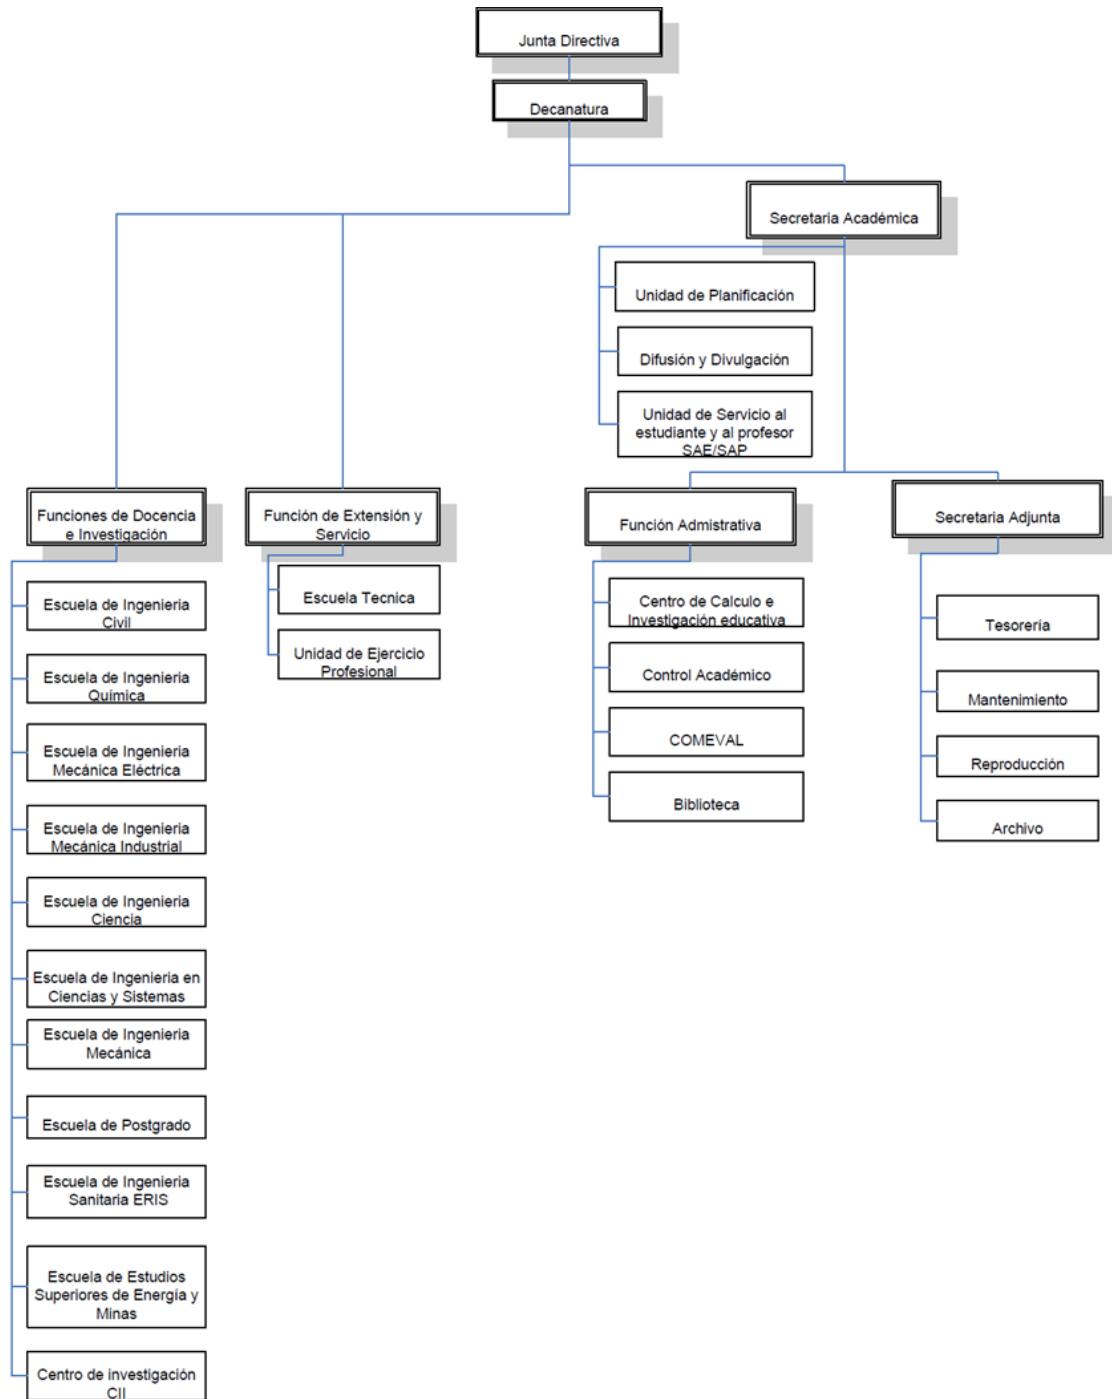 Junta Directiva
Decanatura
Secretaria Académica
Unidad de Planificación
Difusión y Divulgación
Unidad de Servicio al
estudiante y al profesor
SAE/SAP
Funciones de Docencia
e Investigación
Escuela de Ingenieria
Civil
Escuela de Ingenieria
Química
Escuela de Ingenieria
Mecánica Eléctrica
Escuela de Ingenieria
Mecánica Industrial
Escuela de Ingenieria
Ciencia
Escuela de Ingenieria en
Ciencias y Sistemas
Escuela de Ingenieria
Mecánica
Escuela de Postgrado
Escuela de Ingenieria
Sanitaria ERIS
Escuela de Estudios
Superiores de Energía y
Minas
Centro de investigación
CII
Función de Extensión y
Servicio
Escuela Tecnica
Unidad de Ejercicio
Profesional
Función Admistrativa
Centro de Calculo e
Investigación educativa
Control Académico
COMEVAL
Biblioteca
Secretaria Adjunta
Tesorería
Mantenimiento
Reproducción
Archivo